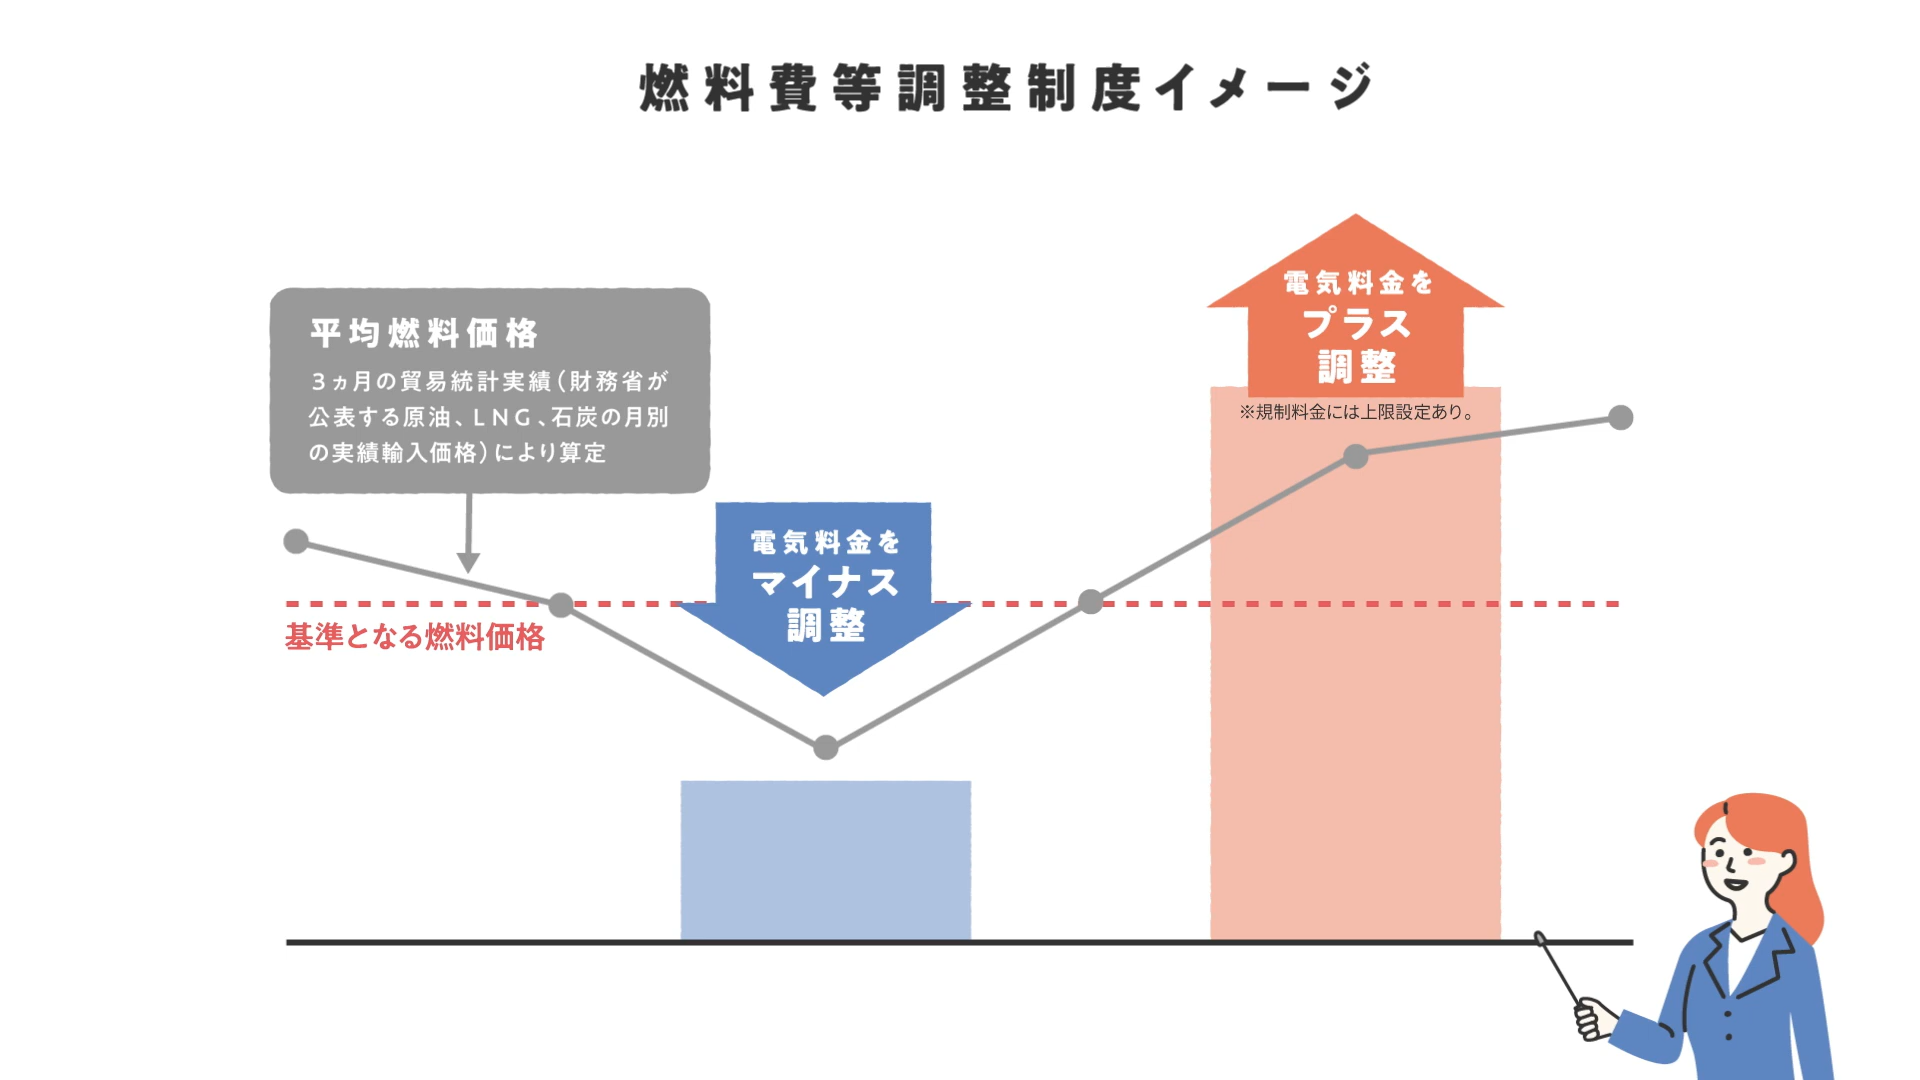 燃料費等調整制度イメージ
平均燃料価格
3ヵ月の貿易統計実績(財務省が
公表する原油、LNG、石炭の月別
の実績輸入価格)により算定
電気料金を
プラス
調整
※規制料金には上限設定あり。
電気料金を
マイナス
調整
基準となる燃料価格